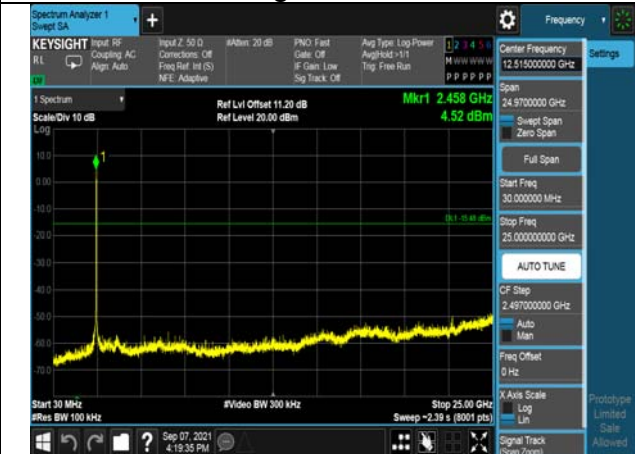 Spectrum Analyzer 1
Swept SA
+
Frequency
KEYSIGHT
RL
Input: RF
Coupling: AC
Align: Auto
Input Z: 50 Ω
Corrections: Off
Freq Ref: Int (S)
NFE: Adaptive
#Atten: 20 dB
PNO: Fast
Gate: Off
IF Gain: Low
Sig Track: Off
Avg Type: Log-Power
Avg|Hold:>1/1
Trig: Free Run
1 2 3 4 5 6
M W W W W W
P P P P P P
1 Spectrum
Scale/Div 10 dB
Log
Ref Lvl Offset 11.20 dB
Ref Level 20.00 dBm
Mkr1 2.458 GHz
4.52 dBm
1
10.0
0.00
-10.0
-20.0
-30.0
-40.0
-50.0
-60.0
-70.0
DL1 -15.48 dBm
Start 30 MHz
#Res BW 100 kHz
#Video BW 300 kHz
Stop 25.00 GHz
Sweep ~2.39 s (8001 pts)
Sep 07, 2021
4:19:35 PM
Center Frequency
12.515000000 GHz
Settings
Span
24.9700000 GHz
Swept Span
Zero Span
Full Span
Start Freq
30.000000 MHz
Stop Freq
25.000000000 GHz
AUTO TUNE
CF Step
2.497000000 GHz
Auto
Man
Freq Offset
0 Hz
X Axis Scale
Log
Lin
Signal Track
(Span Zoom)
Prototype
Limited
Sale
Allowed